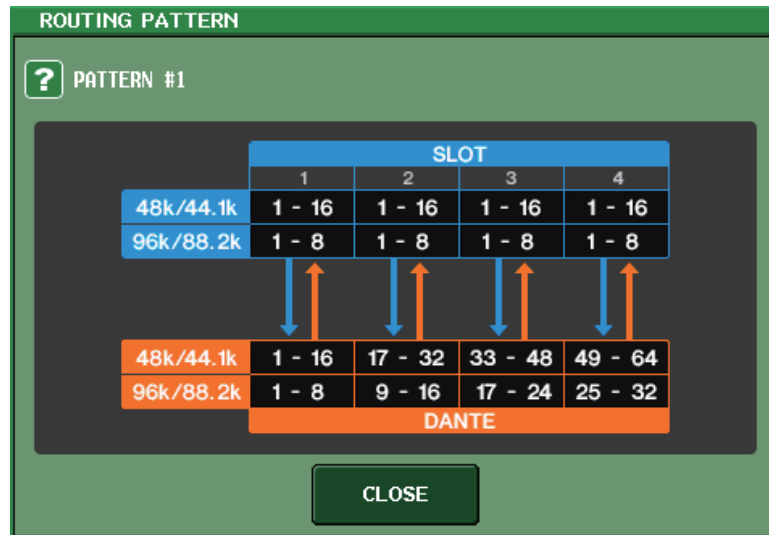 ROUTING PATTERN
? PATTERN #1
SLOT
1 2 3 4
48k/44.1k 1 - 16 1 - 16 1 - 16 1 - 16
96k/88.2k 1 - 8 1 - 8 1 - 8 1 - 8
48k/44.1k 1 - 16 17 - 32 33 - 48 49 - 64
96k/88.2k 1 - 8 9 - 16 17 - 24 25 - 32
DANTE
CLOSE